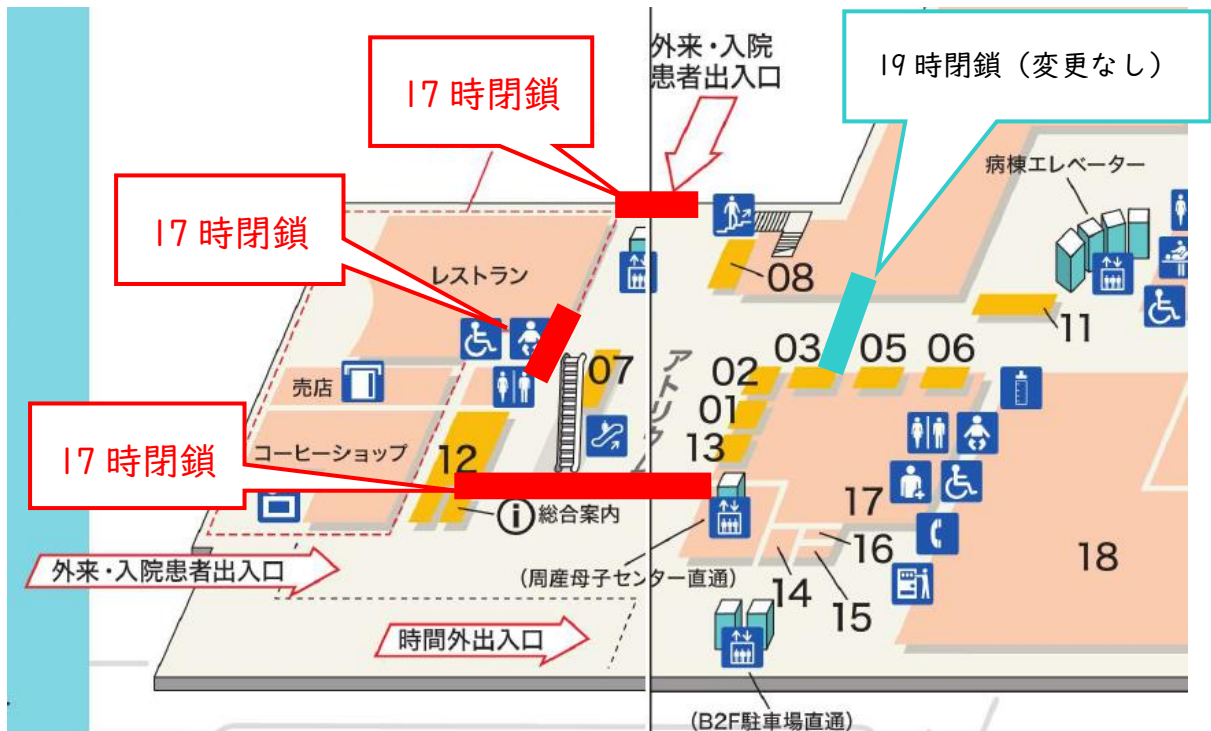 外来・入院
患者出入口
17時閉鎖
19時閉鎖（変更なし）
17時閉鎖
病棟エレベーター
レストラン
08
11
03
05
06
07
02
アトリウム
売店
01
13
17時閉鎖
コーヒーショップ
12
i
総合案内
17
16
外来・入院患者出入口
（周産母子センター直通）
14
15
18
時間外出入口
（B2F駐車場直通）